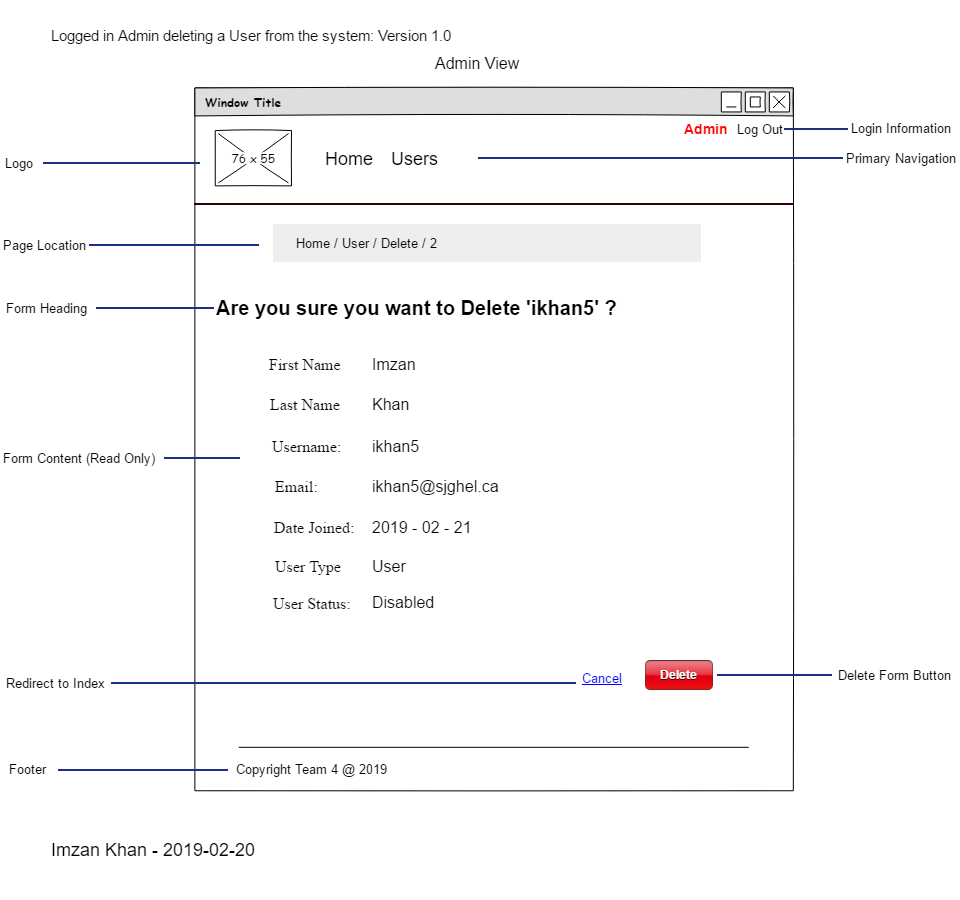 Logged in Admin deleting a User from the system: Version 1.0
Admin View
Window Title
Admin Log Out
Login Information
Logo
76 x 55
Home Users
Primary Navigation
Page Location
Home / User / Delete / 2
Form Heading
Are you sure you want to Delete 'ikhan5' ?
First Name Imzan
Last Name Khan
Username: ikhan5
Form Content (Read Only)
Email: ikhan5@sjghel.ca
Date Joined: 2019 - 02 - 21
User Type User
User Status: Disabled
Redirect to Index
Cancel
Delete
Delete Form Button
Footer
Copyright Team 4 @ 2019
Imzan Khan - 2019-02-20